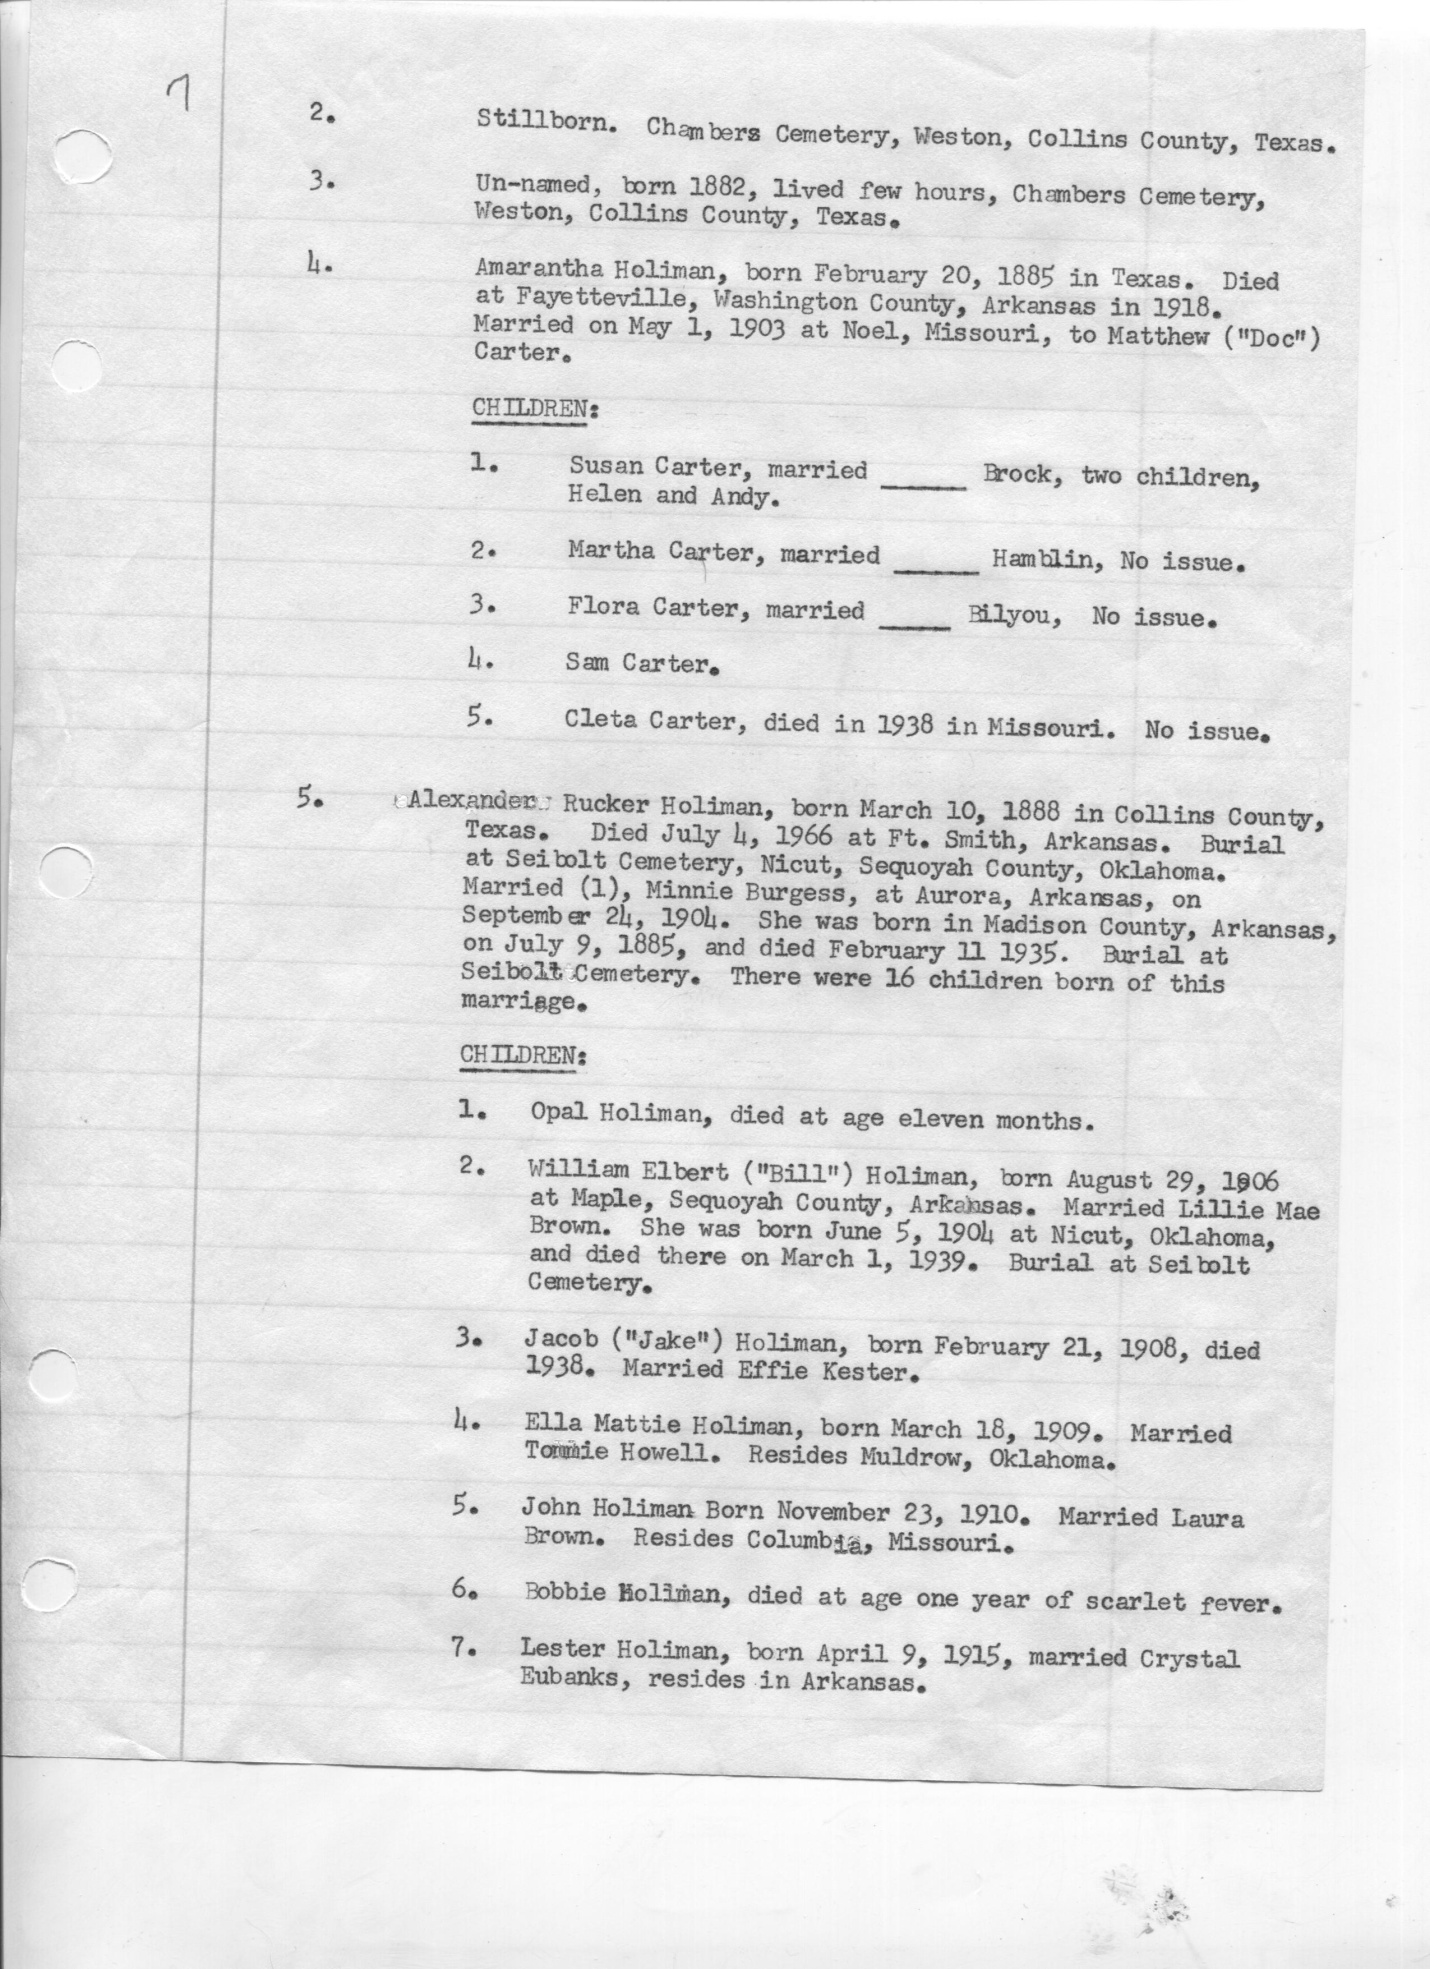 7
2. Stillborn. Chambers Cemetery, Weston, Collins County, Texas.
3. Un-named, born 1882, lived few hours, Chambers Cemetery,
Weston, Collins County, Texas.
4. Amarantha Holiman, born February 20, 1885 in Texas. Died
at Fayetteville, Washington County, Arkansas in 1918.
Married on May 1, 1903 at Noel, Missouri, to Matthew ("Doc")
Carter.
CHILDREN:
1. Susan Carter, married _____ Brock, two children,
Helen and Andy.
2. Martha Carter, married _____ Hamblin, No issue.
3. Flora Carter, married _____ Bilyou, No issue.
4. Sam Carter.
5. Cleta Carter, died in 1938 in Missouri. No issue.
5. Alexander Rucker Holiman, born March 10, 1888 in Collins County,
Texas. Died July 4, 1966 at Ft. Smith, Arkansas. Burial
at Seibolt Cemetery, Nicut, Sequoyah County, Oklahoma.
Married (1), Minnie Burgess, at Aurora, Arkansas, on
September 24, 1904. She was born in Madison County, Arkansas,
on July 9, 1885, and died February 11 1935. Burial at
Seibolt Cemetery. There were 16 children born of this
marriage.
CHILDREN:
1. Opal Holiman, died at age eleven months.
2. William Elbert ("Bill") Holiman, born August 29, 1906
at Maple, Sequoyah County, Arkansas. Married Lillie Mae
Brown. She was born June 5, 1904 at Nicut, Oklahoma,
and died there on March 1, 1939. Burial at Seibolt
Cemetery.
3. Jacob ("Jake") Holiman, born February 21, 1908, died
1938. Married Effie Kester.
4. Ella Mattie Holiman, born March 18, 1909. Married
Tommie Howell. Resides Muldrow, Oklahoma.
5. John Holiman Born November 23, 1910. Married Laura
Brown. Resides Columbia, Missouri.
6. Bobbie Holiman, died at age one year of scarlet fever.
7. Lester Holiman, born April 9, 1915, married Crystal
Eubanks, resides in Arkansas.